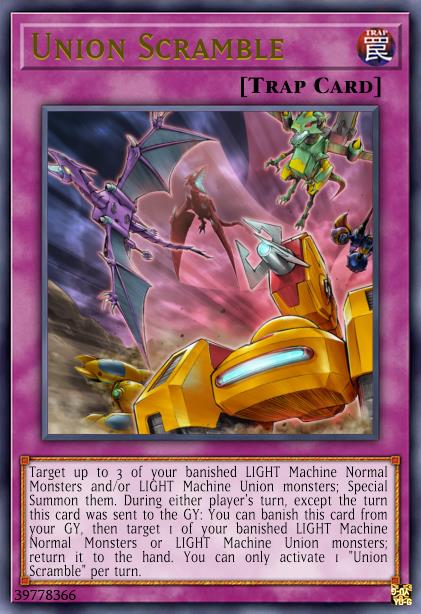 Union Scramble
TRAP
罠
[Trap Card]
Target up to 3 of your banished LIGHT Machine Normal
Monsters and/or LIGHT Machine Union monsters; Special
Summon them. During either player's turn, except the turn
this card was sent to the GY: You can banish this card from
your GY, then target 1 of your banished LIGHT Machine
Normal Monsters or LIGHT Machine Union monsters;
return it to the hand. You can only activate 1 "Union
Scramble" per turn.
39778366